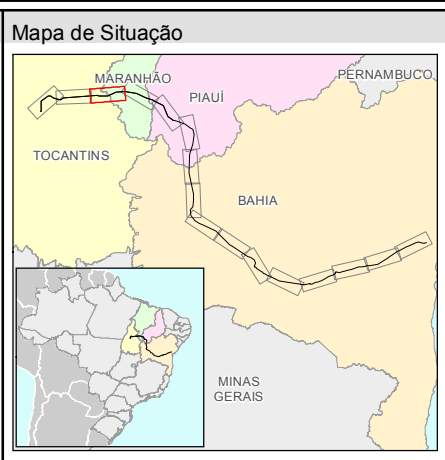 Mapa de Situação
MARANHÃO
PERNAMBUCO
PIAUÍ
TOCANTINS
BAHIA
MINAS
GERAIS